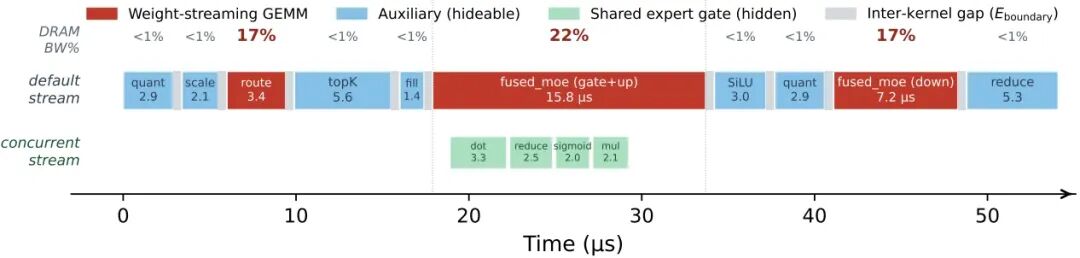 Weight-streaming GEMM Auxiliary (hideable) Shared expert gate (hidden) Inter-kernel gap (E_boundary)
DRAM BW% <1% <1% 17% <1% <1% 22% <1% <1% 17% <1%
default stream
quant 2.9
scale 2.1
route 3.4
topK 5.6
fill 1.4
fused_moe (gate+up) 15.8 µs
SiLU 3.0
quant 2.9
fused_moe (down) 7.2 µs
reduce 5.3
concurrent stream
dot 3.3
reduce 2.5
sigmoid 2.0
mul 2.1
0 10 20 30 40 50
Time (µs)